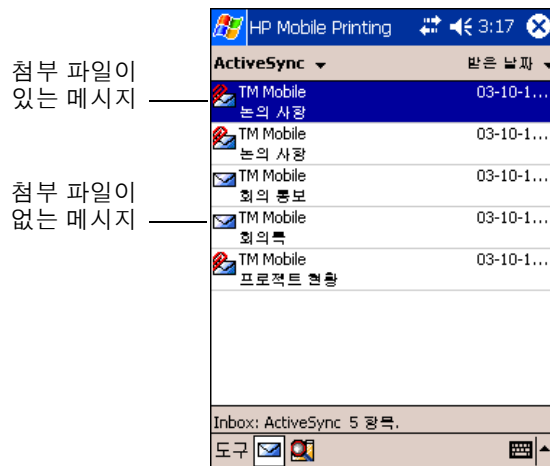 HP Mobile Printing 3:17
ActiveSync 받은 날짜
첨부 파일이
있는 메시지
TM Mobile 03-10-1...
논의 사항
TM Mobile 03-10-1...
논의 사항
첨부 파일이
없는 메시지
TM Mobile 03-10-1...
회의 통보
TM Mobile 03-10-1...
회의록
TM Mobile 03-10-1...
프로젝트 현황
Inbox: ActiveSync 5 항목.
도구